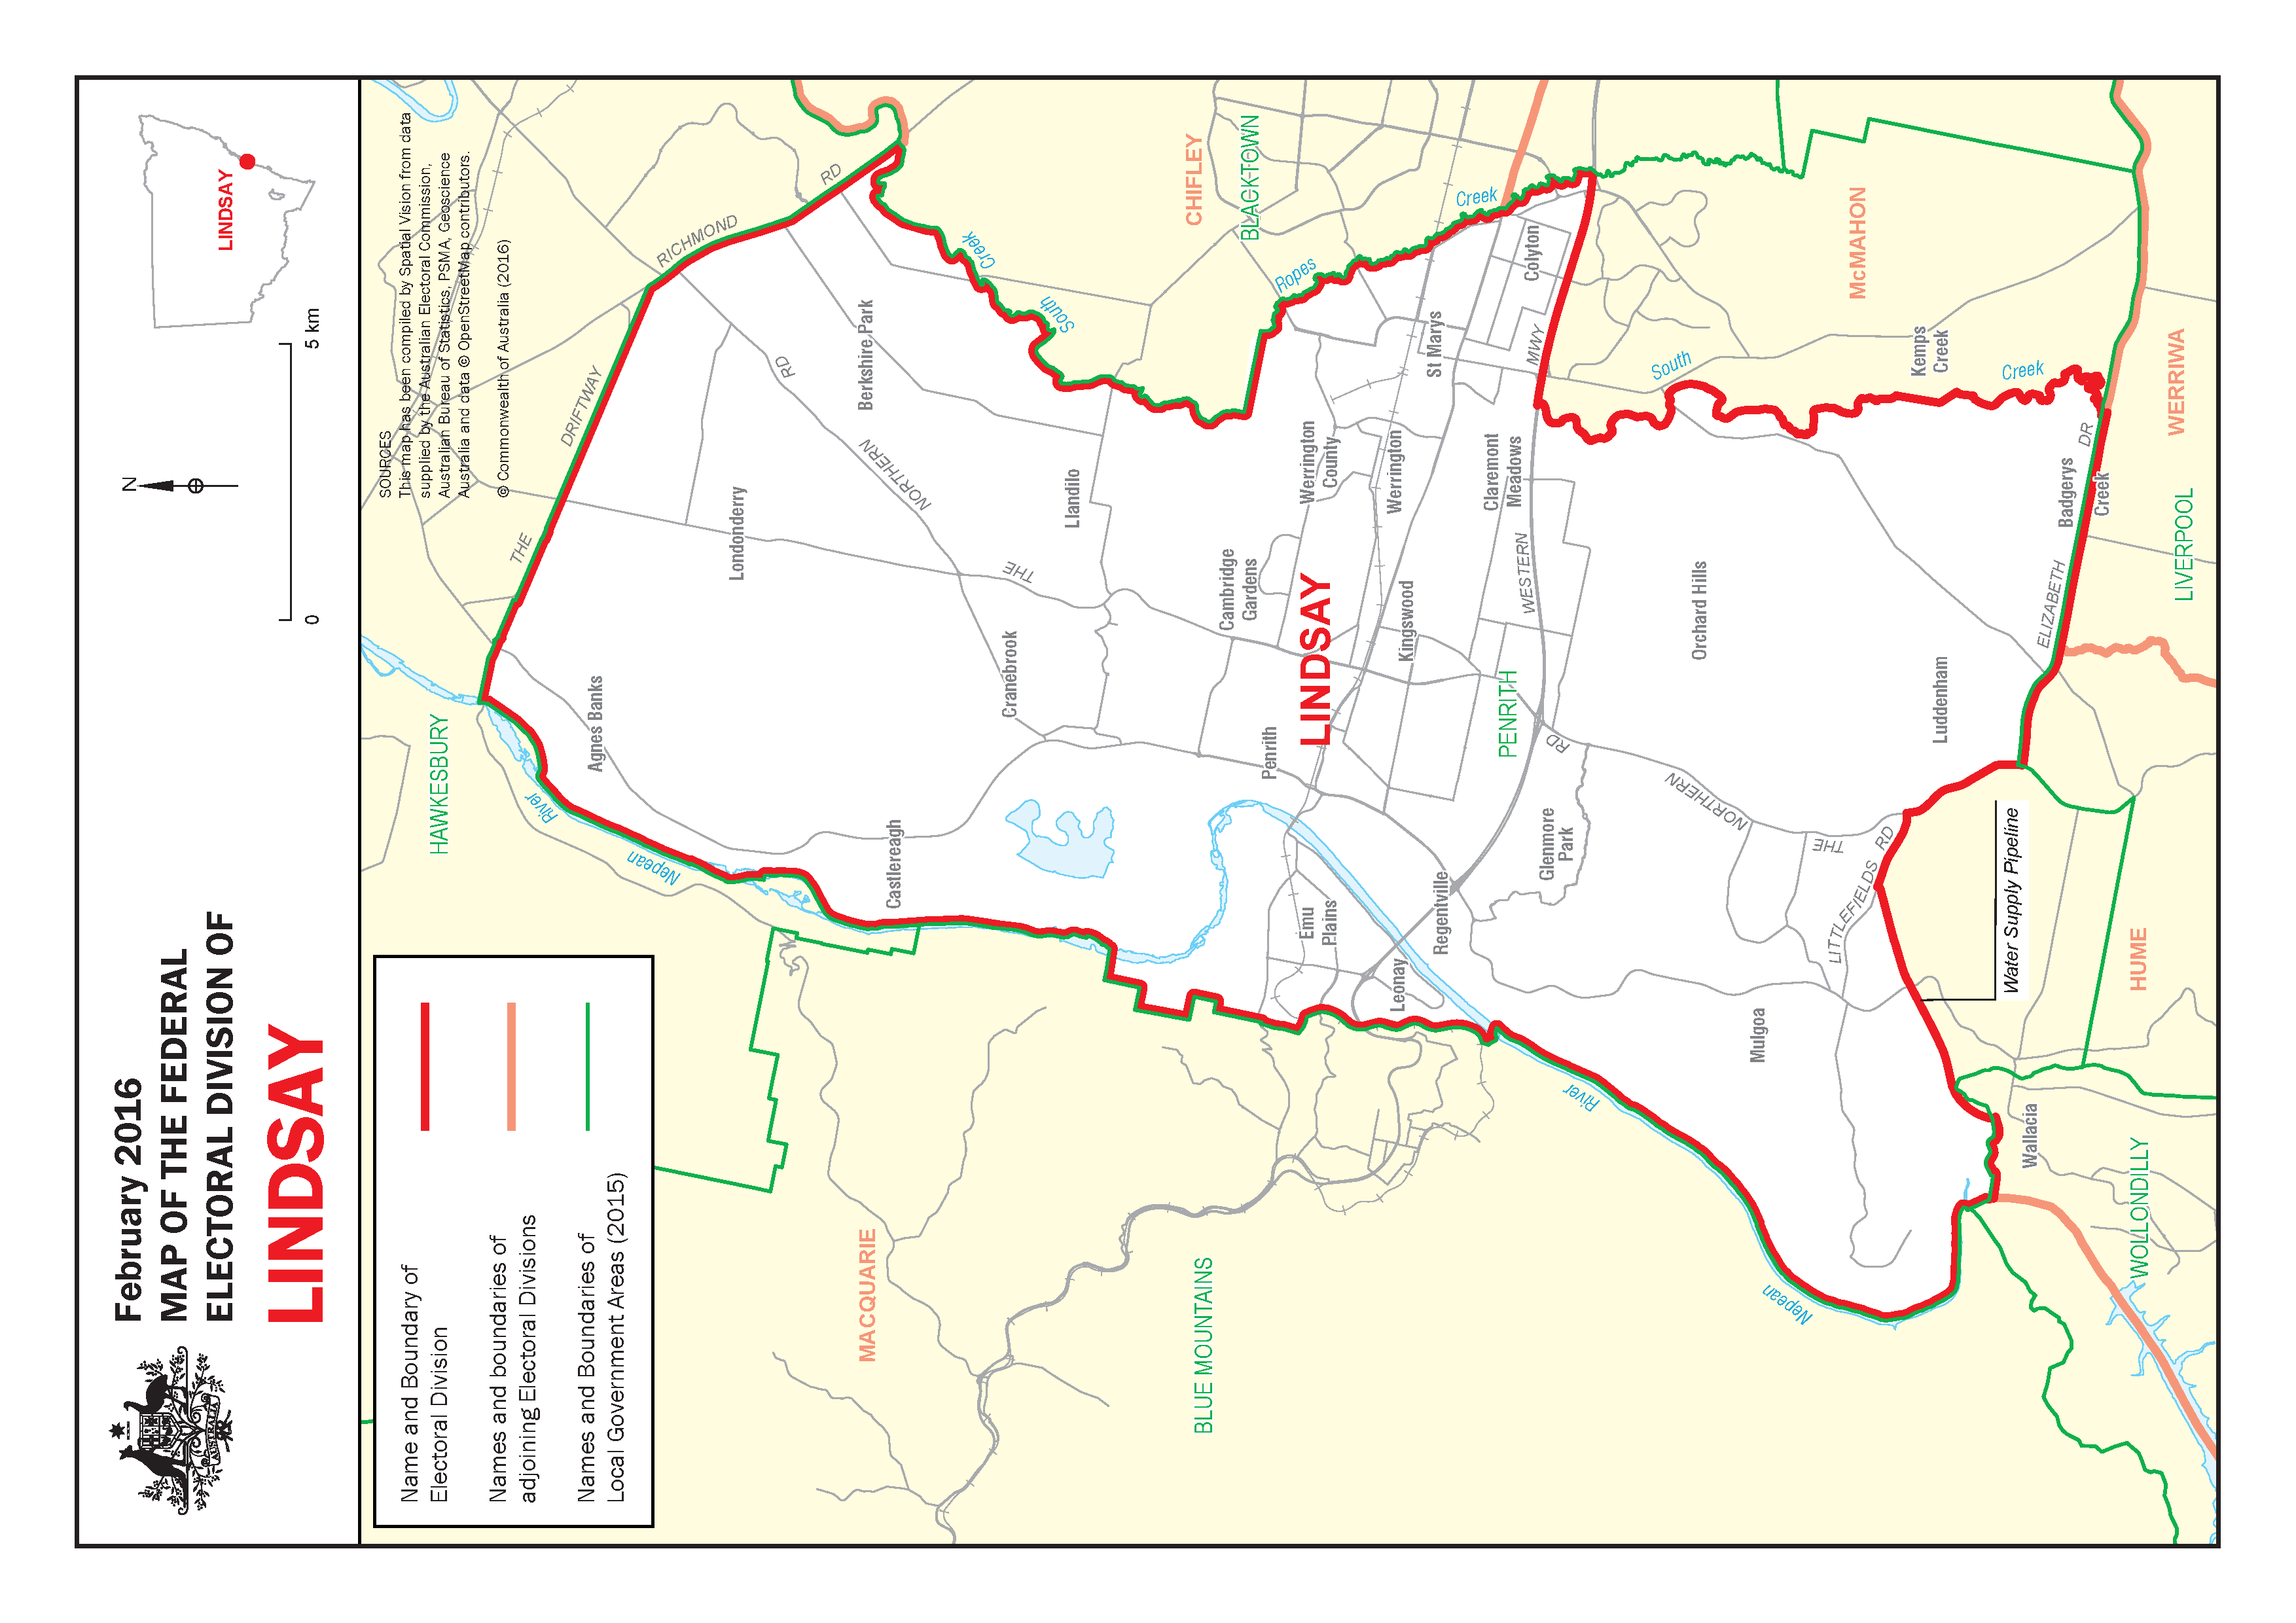 February 2016
MAP OF THE FEDERAL
ELECTORAL DIVISION OF
LINDSAY
N
0
5 km
LINDSAY
SOURCES
This map has been compiled by Spatial Vision from data
supplied by the Australian Electoral Commission,
Australian Bureau of Statistics, PSMA, Geoscience
Australia and data © OpenStreetMap contributors.
© Commonwealth of Australia (2016)
Name and Boundary of
Electoral Division
Names and boundaries of
adjoining Electoral Divisions
Names and Boundaries of
Local Government Areas (2015)
HAWKESBURY
THE
DRIFTWAY
RICHMOND
RD
River
Nepean
Agnes Banks
Londonderry
RD
NORTHERN
THE
Berkshire Park
Castlereagh
Cranebrook
Llandilo
South
Creek
MACQUARIE
BLUE MOUNTAINS
CHIFLEY
BLACKTOWN
Cambridge
Gardens
Penrith
Werrington
County
Ropes
Creek
LINDSAY
Emu
Plains
Werrington
Kingswood
St Marys
Leonay
Regentville
Claremont
Meadows
Colyton
PENRITH
WESTERN
MWY
RD
Glenmore
Park
River
Nepean
Orchard Hills
South
Creek
NORTHERN
THE
Mulgoa
LITTLEFIELDS RD
McMAHON
Kemps
Creek
Luddenham
Water Supply Pipeline
Wallacia
ELIZABETH
DR
Badgerys
Creek
HUME
WOLLONDILLY
WERRIWA
LIVERPOOL
AUSTRALIA